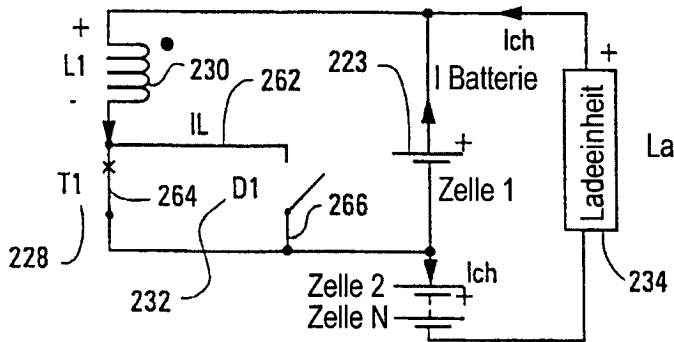 +
Ich
+
L1
230
262
223
I Batterie
-
IL
+
Ladeeinheit
La
T1
264
D1
Zelle 1
228
266
232
Ich
234
Zelle 2
+
Zelle N